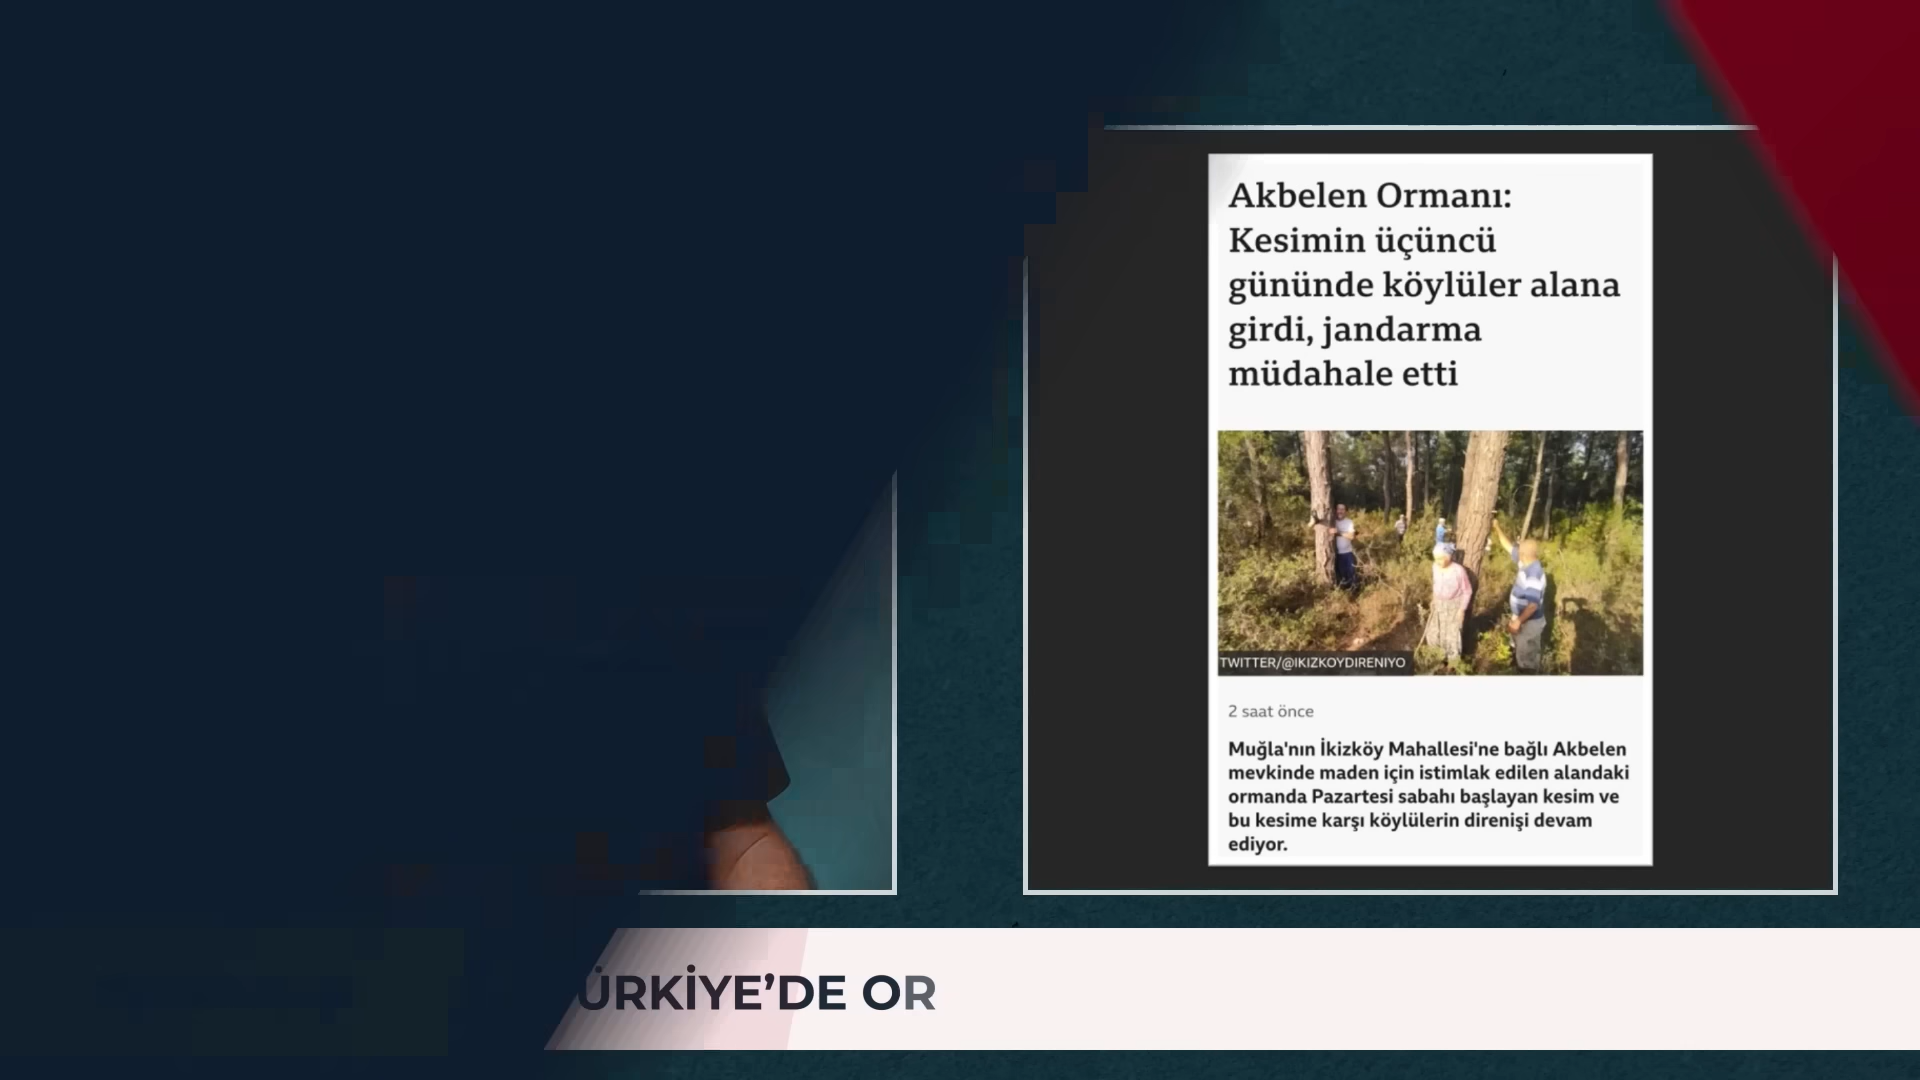 Akbelen Ormanı:
Kesimin üçüncü
gününde köylüler alana
girdi, jandarma
müdahale etti
TWITTER/@IKIZKOYDIRENIYO
2 saat önce
Muğla'nın İkizköy Mahallesi'ne bağlı Akbelen
mevkinde maden için istimlak edilen alandaki
ormanda Pazartesi sabahı başlayan kesim ve
bu kesime karşı köylülerin direnişi devam
ediyor.
ÜRKİYE’DE OR